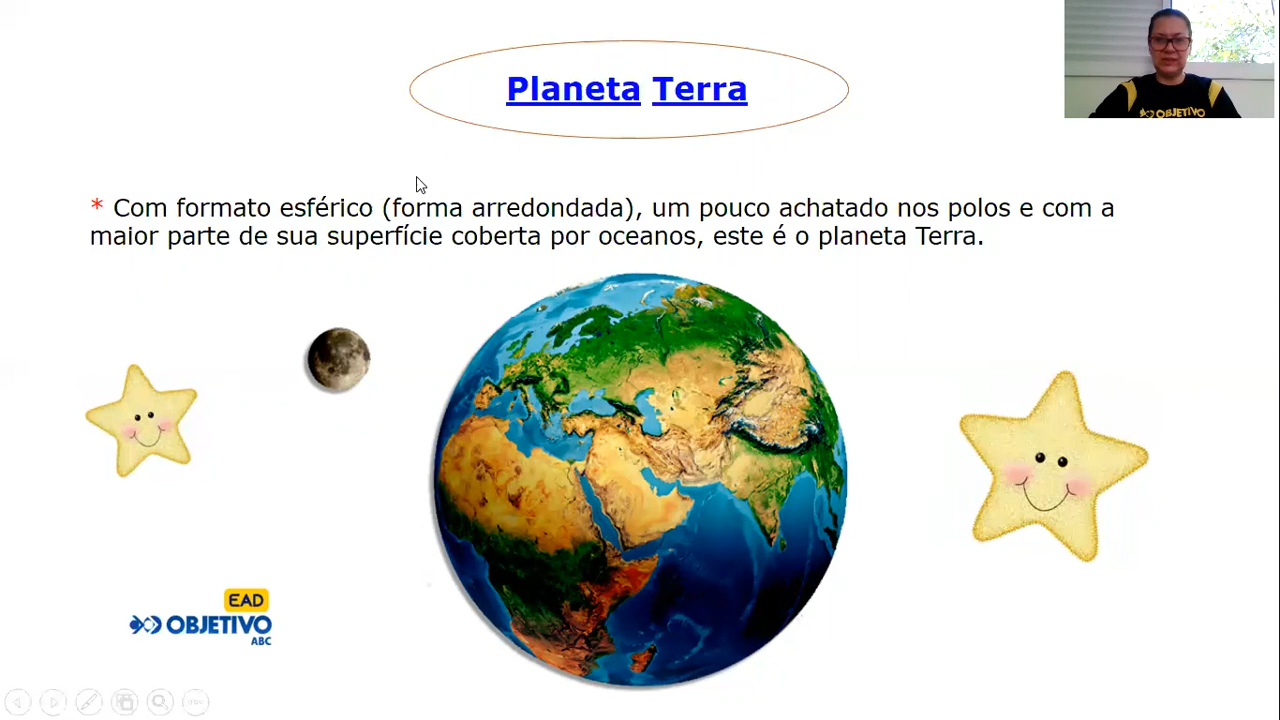 Planeta Terra
* Com formato esférico (forma arredondada), um pouco achatado nos polos e com a
maior parte de sua superfície coberta por oceanos, este é o planeta Terra.
OBJETIVO
EAD
OBJETIVO
ABC